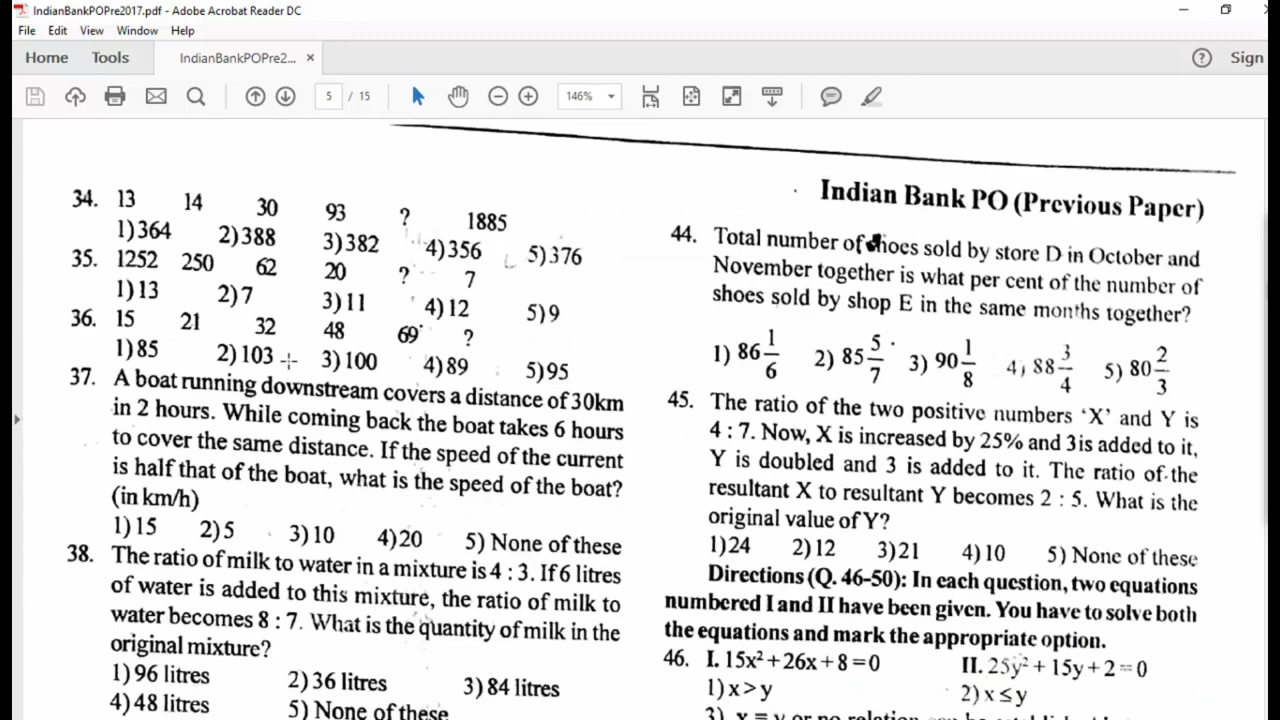 IndianBankPOPre2017.pdf - Adobe Acrobat Reader DC
File Edit View Window Help
Home Tools IndianBankPOPre2... × Sign
5 / 15 146%
Indian Bank PO (Previous Paper)
34. 13 14 30 93 ? 1885
1) 364 2) 388 3) 382 4) 356 5) 376
35. 1252 250 62 20 ? 7
1) 13 2) 7 3) 11 4) 12 5) 9
36. 15 21 32 48 69 ?
1) 85 2) 103 3) 100 4) 89 5) 95
37. A boat running downstream covers a distance of 30km
in 2 hours. While coming back the boat takes 6 hours
to cover the same distance. If the speed of the current
is half that of the boat, what is the speed of the boat?
(in km/h)
1) 15 2) 5 3) 10 4) 20 5) None of these
38. The ratio of milk to water in a mixture is 4 : 3. If 6 litres
of water is added to this mixture, the ratio of milk to
water becomes 8 : 7. What is the quantity of milk in the
original mixture?
1) 96 litres 2) 36 litres 3) 84 litres
4) 48 litres 5) None of these
44. Total number of shoes sold by store D in October and
November together is what per cent of the number of
shoes sold by shop E in the same months together?
1) 86 1/6 2) 85 5/7 3) 90 1/8 4) 88 3/4 5) 80 2/3
45. The ratio of the two positive numbers ‘X’ and Y is
4 : 7. Now, X is increased by 25% and 3 is added to it,
Y is doubled and 3 is added to it. The ratio of the
resultant X to resultant Y becomes 2 : 5. What is the
original value of Y?
1) 24 2) 12 3) 21 4) 10 5) None of these
Directions (Q. 46-50): In each question, two equations
numbered I and II have been given. You have to solve both
the equations and mark the appropriate option.
46. I. 15x² + 26x + 8 = 0 II. 25y² + 15y + 2 = 0
1) x > y 2) x ≤ y
3) x = y or no relation can be established